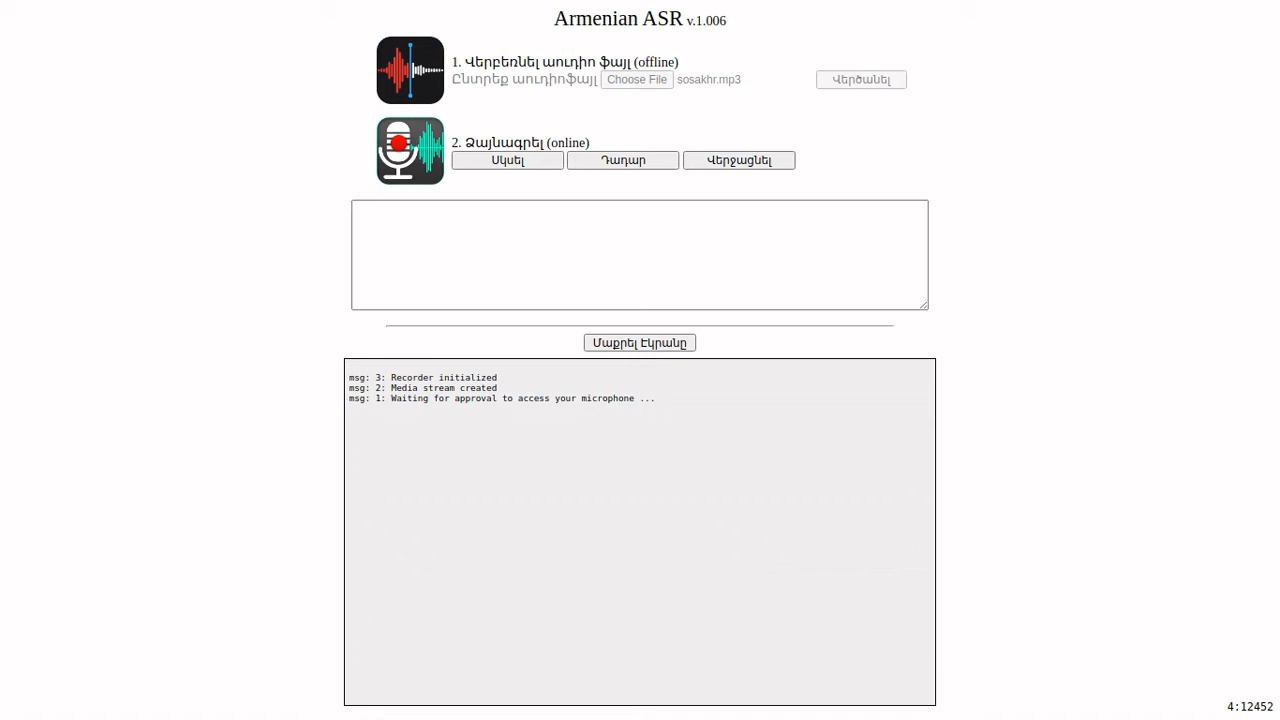 Armenian ASR v.1.006
1. Վերբեռնել աուդիո ֆայլ (offline)
Ընտրեք աուդիոֆայլ Choose File sosakhr.mp3 Վերծանել
2. Ձայնագրել (online)
Սկսել Դադար Վերջացնել
Մաքրել Էկրանը
msg: 3: Recorder initialized
msg: 2: Media stream created
msg: 1: Waiting for approval to access your microphone ...
4:12452